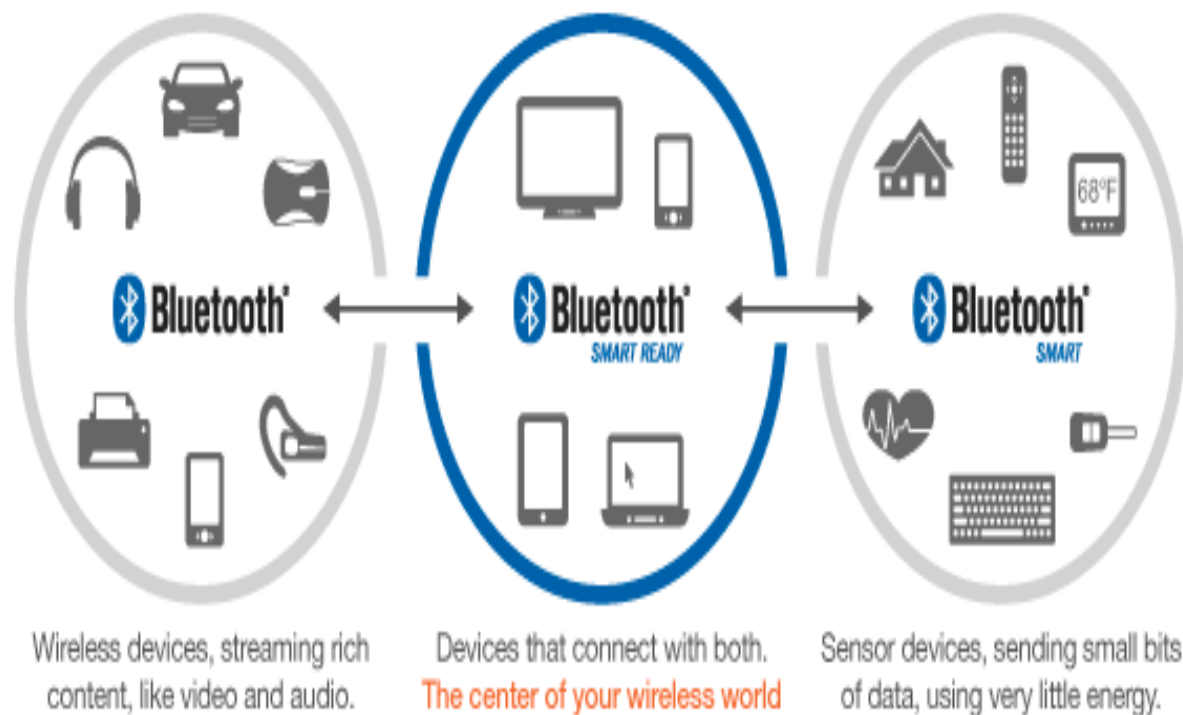 68°F
Bluetooth®
Bluetooth®
SMART READY
Bluetooth®
SMART
Wireless devices, streaming rich
content, like video and audio.
Devices that connect with both.
The center of your wireless world
Sensor devices, sending small bits
of data, using very little energy.